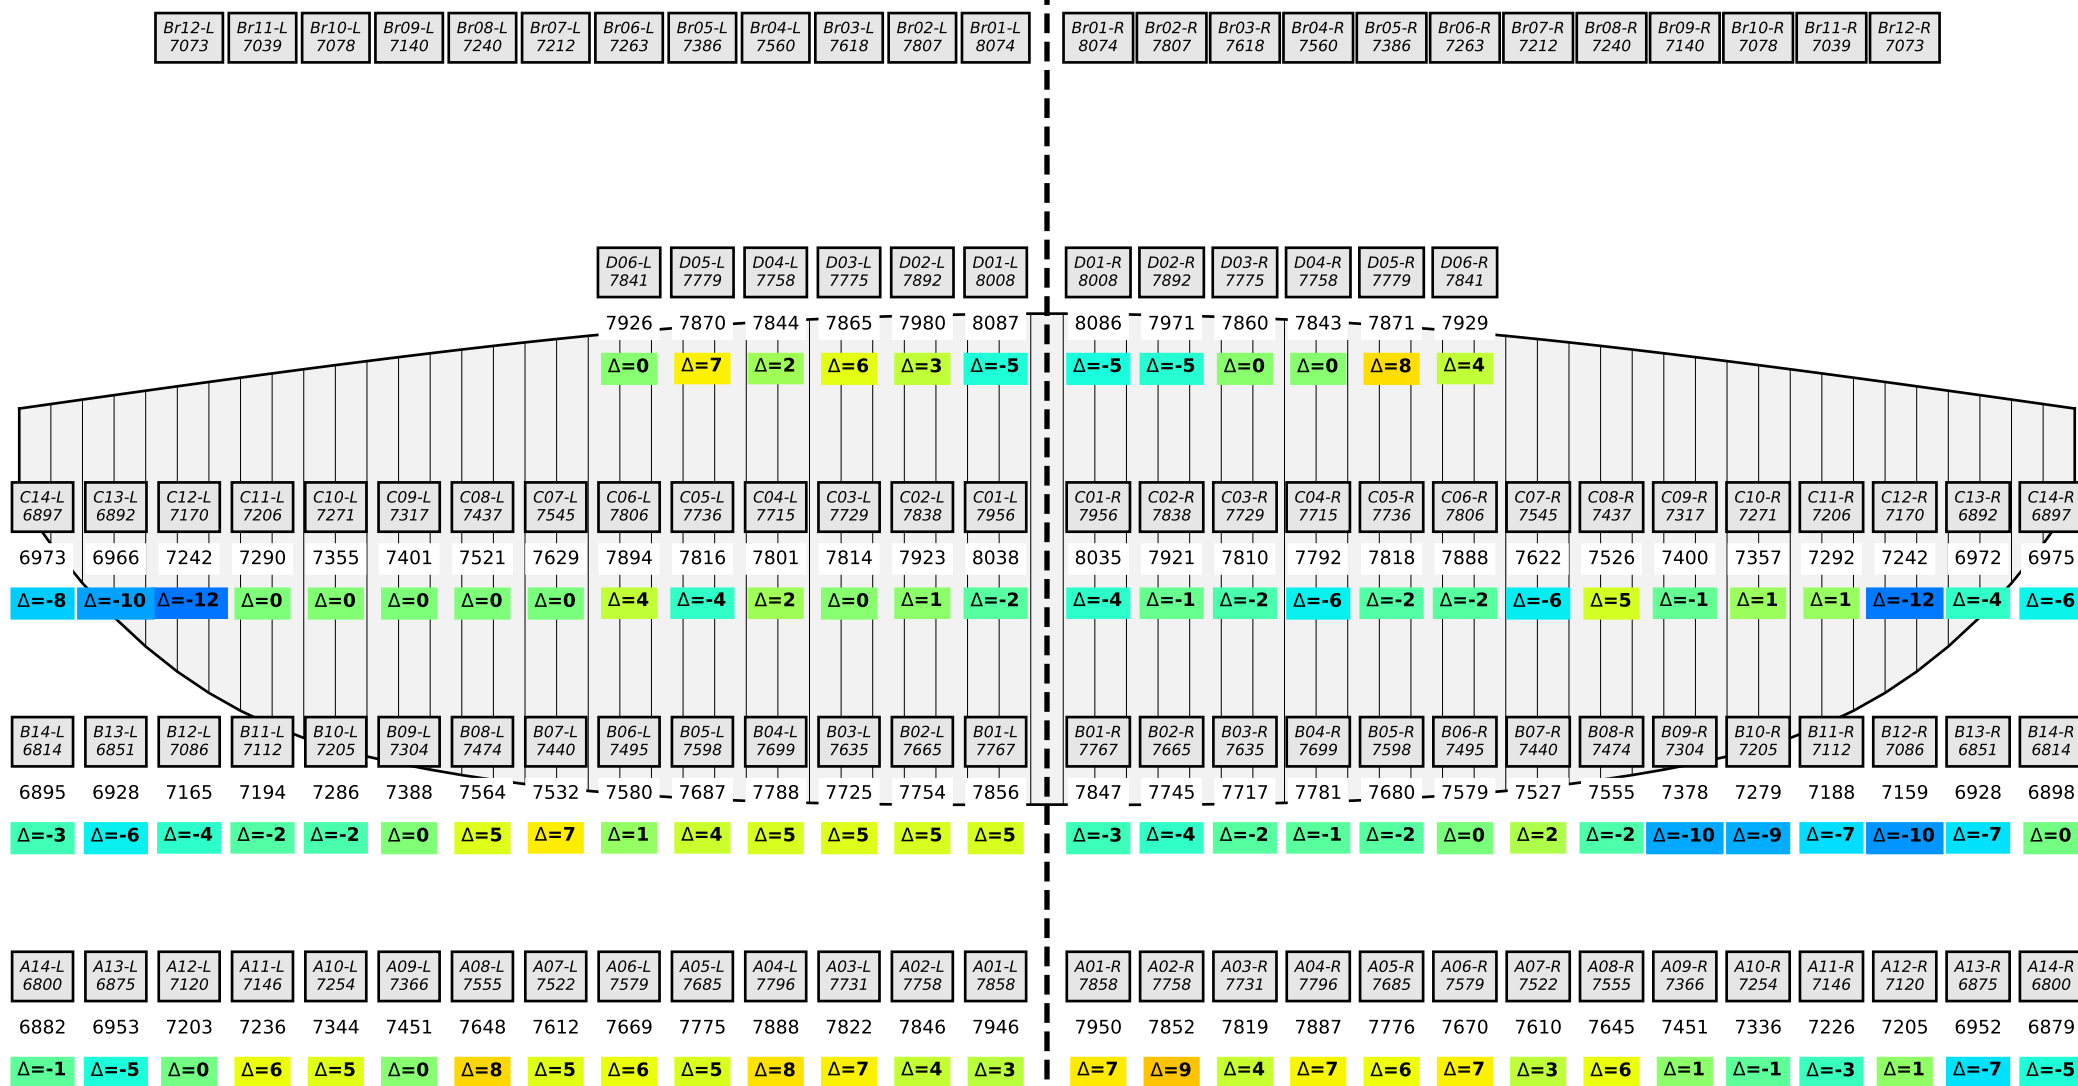 Br12-L Br11-L Br10-L Br09-L Br08-L Br07-L Br06-L Br05-L Br04-L Br03-L Br02-L Br01-L Br01-R Br02-R Br03-R Br04-R Br05-R Br06-R Br07-R Br08-R Br09-R Br10-R Br11-R Br12-R
7073 7039 7078 7140 7240 7212 7263 7386 7560 7618 7807 8074 8074 7807 7618 7560 7386 7263 7212 7240 7140 7078 7039 7073
D06-L D05-L D04-L D03-L D02-L D01-L D01-R D02-R D03-R D04-R D05-R D06-R
7841 7779 7758 7775 7892 8008 8008 7892 7775 7758 7779 7841
7926 7870 7844 7865 7980 8087 8086 7971 7860 7843 7871 7929
Δ=0 Δ=7 Δ=2 Δ=6 Δ=3 Δ=-5 Δ=-5 Δ=-5 Δ=0 Δ=0 Δ=8 Δ=4
C14-L C13-L C12-L C11-L C10-L C09-L C08-L C07-L C06-L C05-L C04-L C03-L C02-L C01-L C01-R C02-R C03-R C04-R C05-R C06-R C07-R C08-R C09-R C10-R C11-R C12-R C13-R C14-R
6897 6892 7170 7206 7271 7317 7437 7545 7806 7736 7715 7729 7838 7956 7956 7838 7729 7715 7736 7806 7545 7437 7317 7271 7206 7170 6892 6897
6973 6966 7242 7290 7355 7401 7521 7629 7894 7816 7801 7814 7923 8038 8035 7921 7810 7792 7818 7888 7622 7526 7400 7357 7292 7242 6972 6975
Δ=-8 Δ=-10 Δ=-12 Δ=0 Δ=0 Δ=0 Δ=0 Δ=0 Δ=4 Δ=-4 Δ=2 Δ=0 Δ=1 Δ=-2 Δ=-4 Δ=-1 Δ=-2 Δ=-6 Δ=-2 Δ=-2 Δ=-6 Δ=5 Δ=-1 Δ=1 Δ=1 Δ=-12 Δ=-4 Δ=-6
B14-L B13-L B12-L B11-L B10-L B09-L B08-L B07-L B06-L B05-L B04-L B03-L B02-L B01-L B01-R B02-R B03-R B04-R B05-R B06-R B07-R B08-R B09-R B10-R B11-R B12-R B13-R B14-R
6814 6851 7086 7112 7205 7304 7474 7440 7495 7598 7699 7635 7665 7767 7767 7665 7635 7699 7598 7495 7440 7474 7304 7205 7112 7086 6851 6814
6895 6928 7165 7194 7286 7388 7564 7532 7580 7687 7788 7725 7754 7856 7847 7745 7717 7781 7680 7579 7527 7555 7378 7279 7188 7159 6928 6898
Δ=-3 Δ=-6 Δ=-4 Δ=-2 Δ=-2 Δ=0 Δ=5 Δ=7 Δ=1 Δ=4 Δ=5 Δ=5 Δ=5 Δ=5 Δ=-3 Δ=-4 Δ=-2 Δ=-1 Δ=-2 Δ=0 Δ=2 Δ=-2 Δ=-10 Δ=-9 Δ=-7 Δ=-10 Δ=-7 Δ=0
A14-L A13-L A12-L A11-L A10-L A09-L A08-L A07-L A06-L A05-L A04-L A03-L A02-L A01-L A01-R A02-R A03-R A04-R A05-R A06-R A07-R A08-R A09-R A10-R A11-R A12-R A13-R A14-R
6800 6875 7120 7146 7254 7366 7555 7522 7579 7685 7796 7731 7758 7858 7858 7758 7731 7796 7685 7579 7522 7555 7366 7254 7146 7120 6875 6800
6882 6953 7203 7236 7344 7451 7648 7612 7669 7775 7888 7822 7846 7946 7950 7852 7819 7887 7776 7670 7610 7645 7451 7336 7226 7205 6952 6879
Δ=-1 Δ=-5 Δ=0 Δ=6 Δ=5 Δ=0 Δ=8 Δ=5 Δ=6 Δ=5 Δ=8 Δ=7 Δ=4 Δ=3 Δ=7 Δ=9 Δ=4 Δ=7 Δ=6 Δ=7 Δ=3 Δ=6 Δ=1 Δ=-1 Δ=-3 Δ=1 Δ=-7 Δ=-5